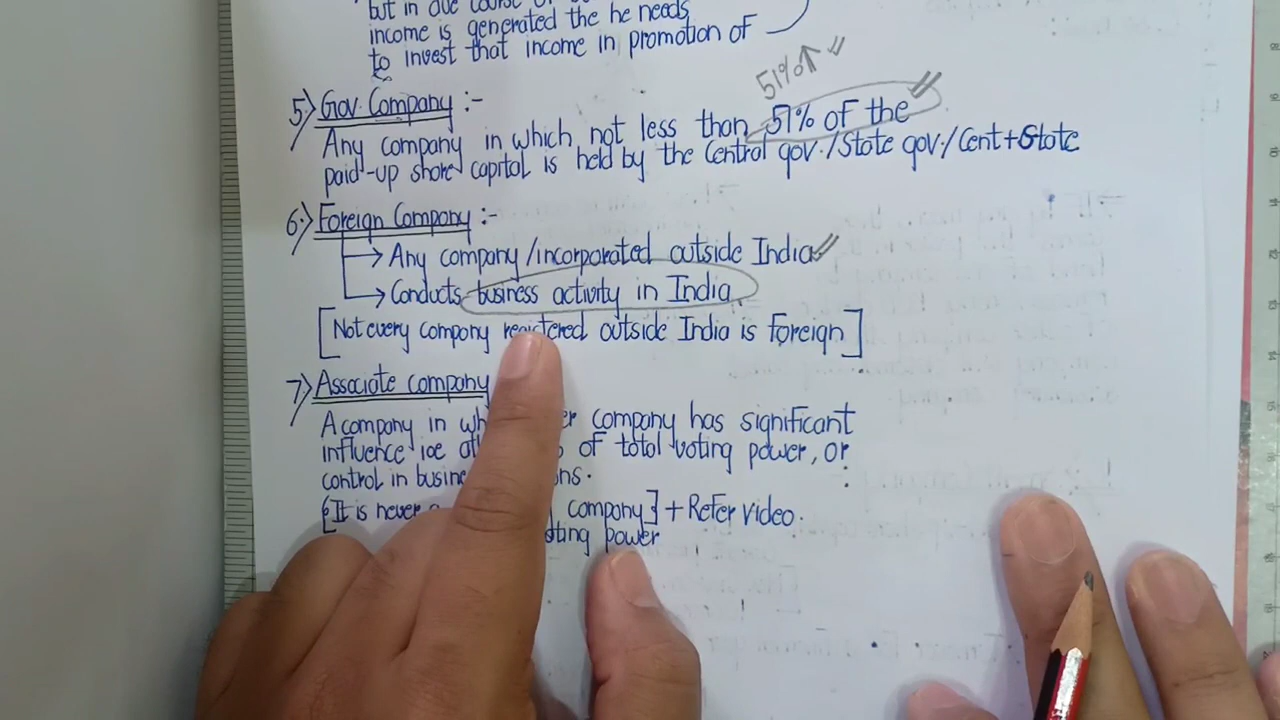 but in due course of
income is generated the he needs
to invest that income in promotion of
51%↑
5) Gov. Company :-
Any company in which not less than 51% of the
paid-up share capital is held by the Central gov./State gov./Cent+State
6) Foreign Company :-
→ Any company/incorporated outside India
→ Conducts business activity in India
[Not every company registered outside India is Foreign]
7) Associate company
A company in company has significant
influence of total voting power, or
control in
[It is never company] + Refer video.
power